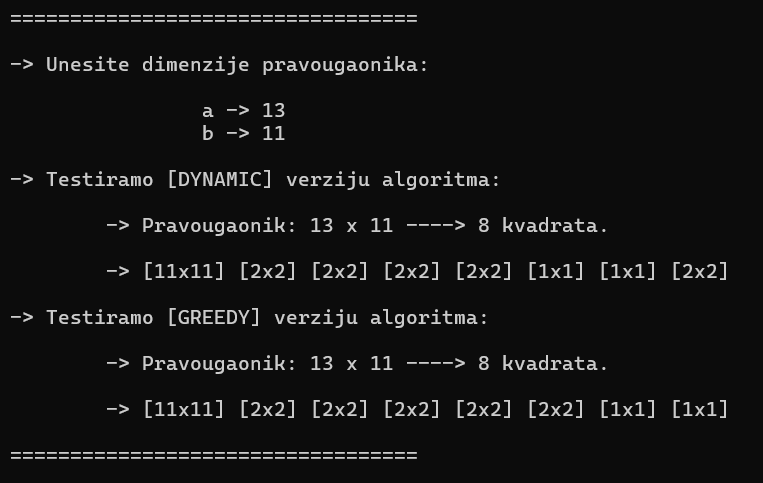 ==================================
-> Unesite dimenzije pravougaonika:
a -> 13
b -> 11
-> Testiramo [DYNAMIC] verziju algoritma:
-> Pravougaonik: 13 x 11 ----> 8 kvadrata.
-> [11x11] [2x2] [2x2] [2x2] [2x2] [1x1] [1x1] [2x2]
-> Testiramo [GREEDY] verziju algoritma:
-> Pravougaonik: 13 x 11 ----> 8 kvadrata.
-> [11x11] [2x2] [2x2] [2x2] [2x2] [2x2] [1x1] [1x1]
==================================